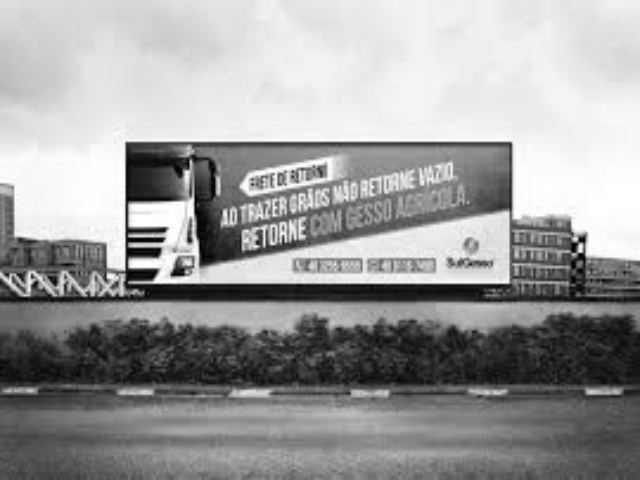 FRETE DE RETORNO
AO TRAZER GRÃOS NÃO RETORNE VAZIO.
RETORNE COM GESSO AGRÍCOLA.
SulGesso